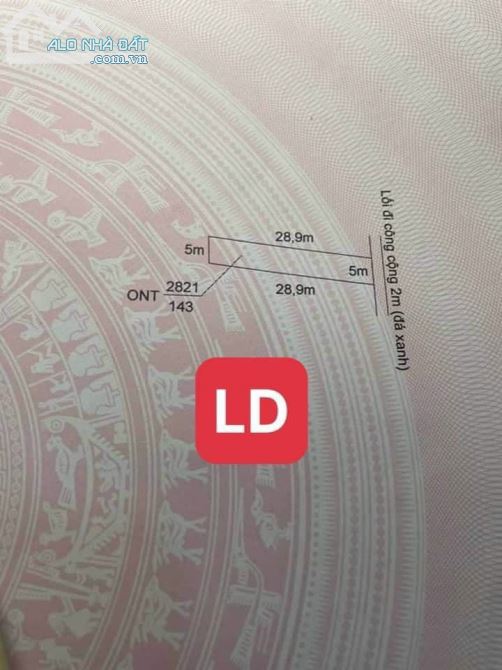 ALO NHÀ ĐẤT
.com.vn
28,9m
5m
5m
28,9m
ONT 2821
143
Lối đi công cộng 2m (đá xanh)
LD